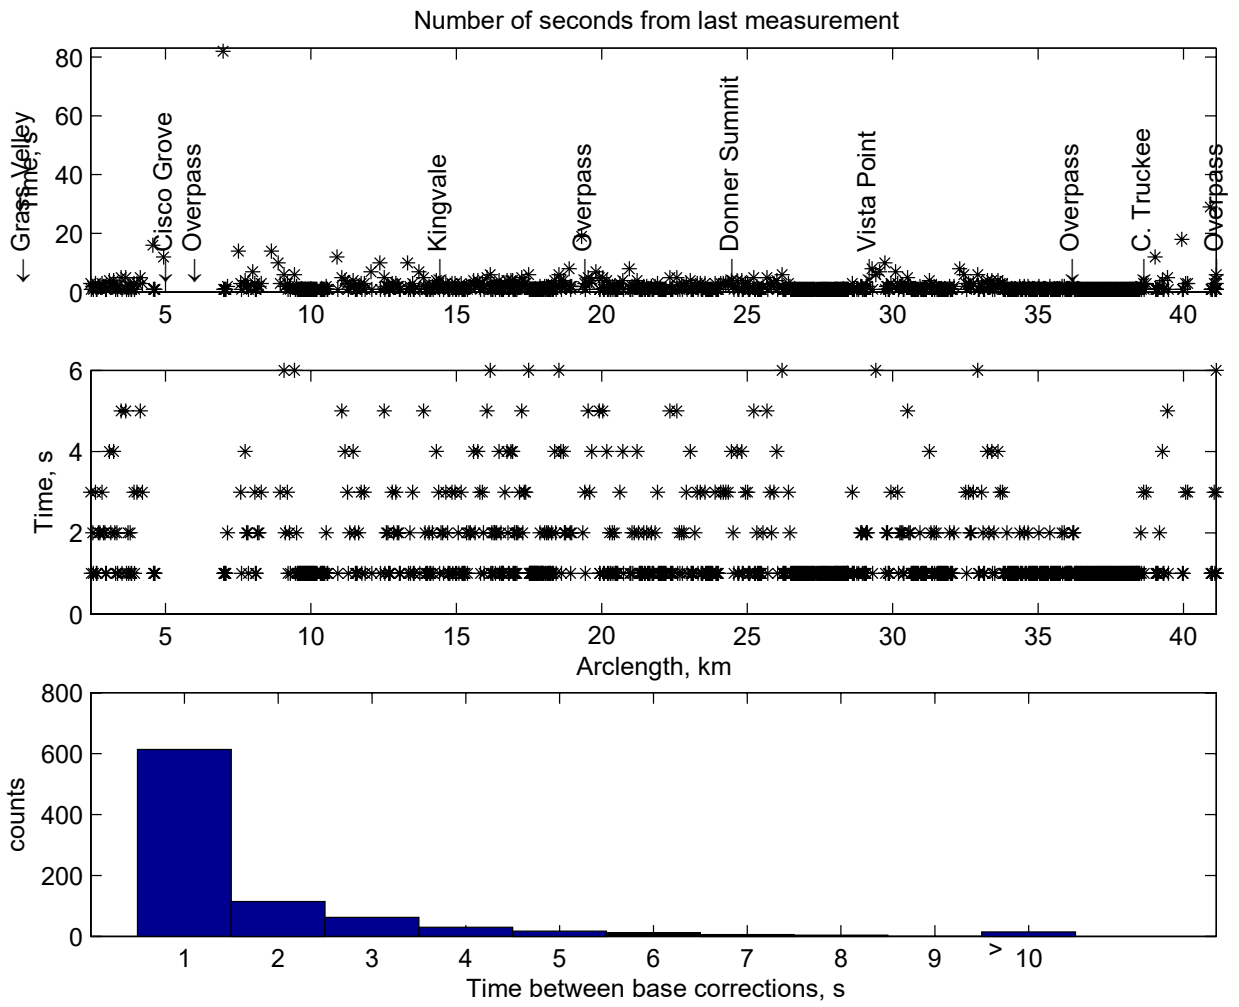 Number of seconds from last measurement
80
60
40
20
0
Time, s
Grass Velley
Cisco Grove
Overpass
Kingvale
Overpass
Donner Summit
Vista Point
Overpass
C. Truckee
Overpass
5 10 15 20 25 30 35 40
6
4
2
0
Time, s
5 10 15 20 25 30 35 40
Arclength, km
800
600
400
200
0
counts
1 2 3 4 5 6 7 8 9 > 10
Time between base corrections, s